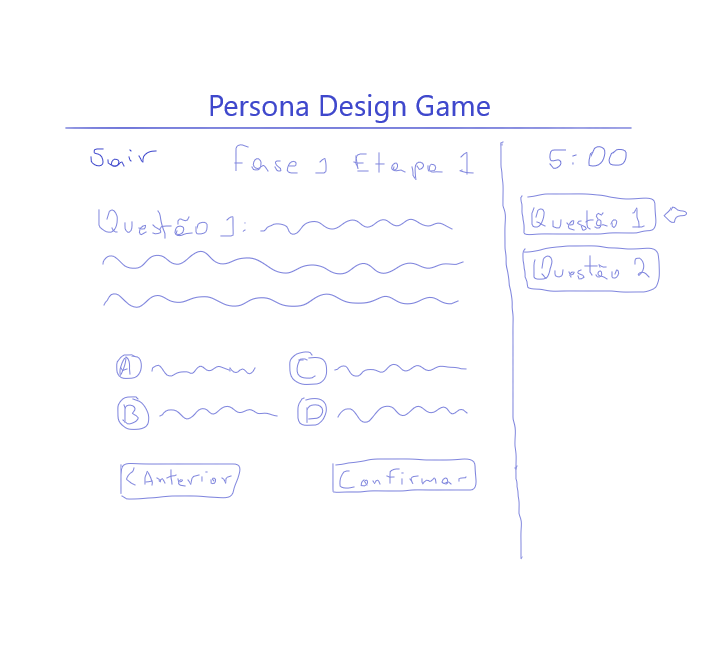 Persona Design Game
Sair Fase 1 Etapa 1
5:00
Questão 1:
Questão 1
Questão 2
A
C
B
D
< Anterior
Confirmar